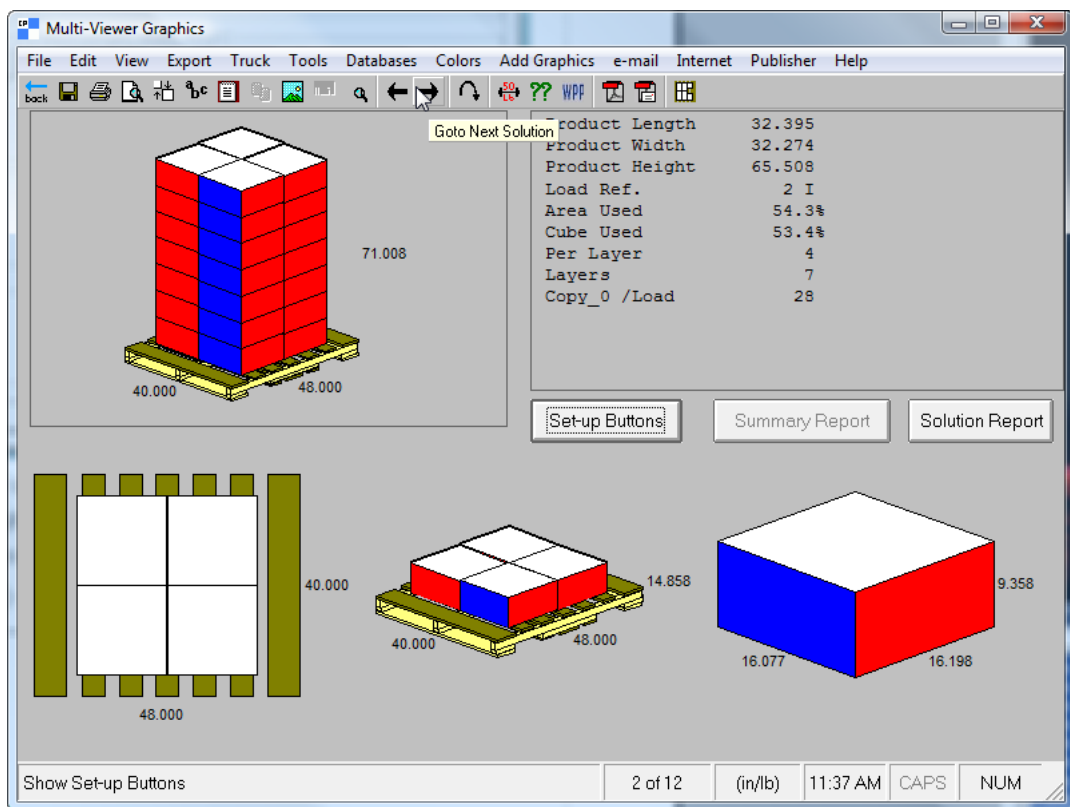 Multi-Viewer Graphics
File Edit View Export Truck Tools Databases Colors Add Graphics e-mail Internet Publisher Help
back
abc
50
LG
??
WPP
Goto Next Solution
Product Length 32.395
Product Width 32.274
Product Height 65.508
Load Ref. 2 I
Area Used 54.3%
Cube Used 53.4%
Per Layer 4
Layers 7
Copy_0 /Load 28
71.008
40.000
48.000
Set-up Buttons Summary Report Solution Report
40.000
48.000
14.858
40.000
48.000
9.358
16.077
16.198
Show Set-up Buttons 2 of 12 (in/lb) 11:37 AM CAPS NUM